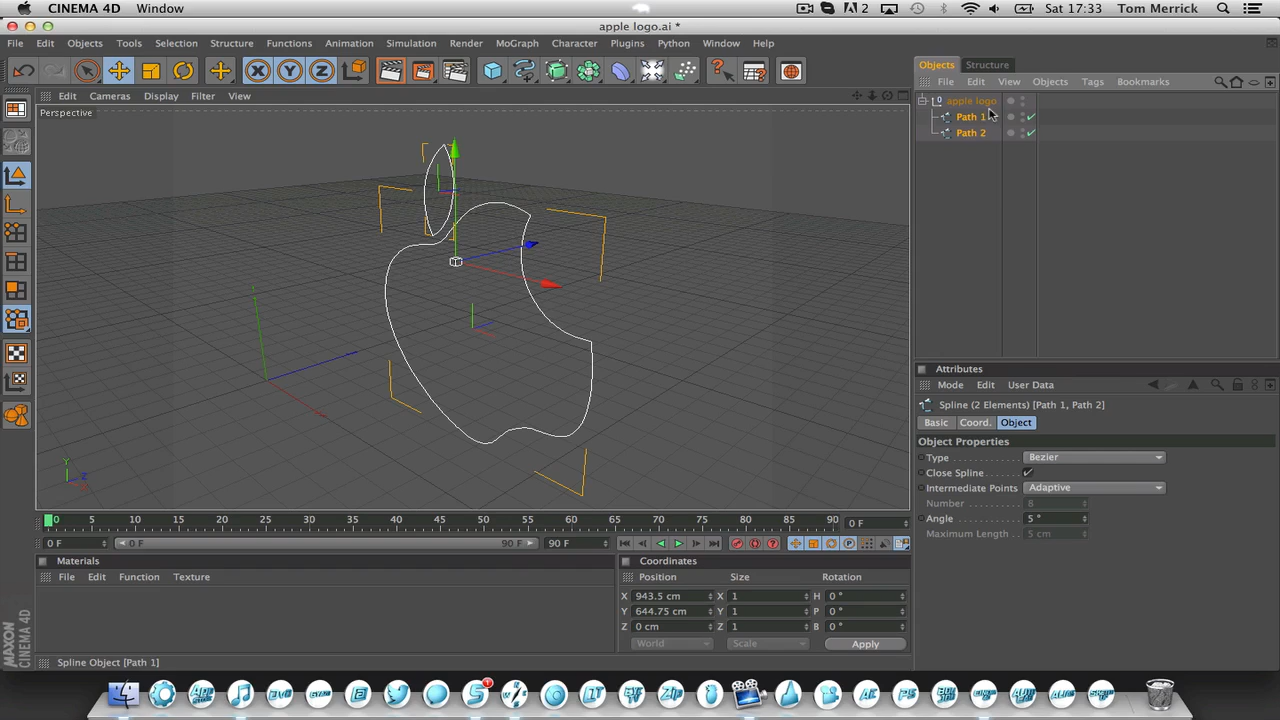 CINEMA 4D Window 2 Sat 17:33 Tom Merrick
apple logo.ai *
File Edit Objects Tools Selection Structure Functions Animation Simulation Render MoGraph Character Plugins Python Window Help
X Y Z
Objects Structure
File Edit View Objects Tags Bookmarks
apple logo
Path 1
Path 2
Edit Cameras Display Filter View
Perspective
Y
Z
Attributes
Mode Edit User Data
Spline (2 Elements) [Path 1, Path 2]
Basic Coord. Object
Object Properties
Type Bezier
Close Spline
Intermediate Points Adaptive
Number 8
Angle 5 °
Maximum Length 5 cm
0 5 10 15 20 25 30 35 40 45 50 55 60 65 70 75 80 85 90 0 F
0 F 0 F 90 F 90 F
Materials
File Edit Function Texture
Coordinates
Position Size Rotation
X 943.5 cm X 1 H 0 °
Y 644.75 cm Y 1 P 0 °
Z 0 cm Z 1 B 0 °
World Scale Apply
MAXON CINEMA 4D
Spline Object [Path 1]
1